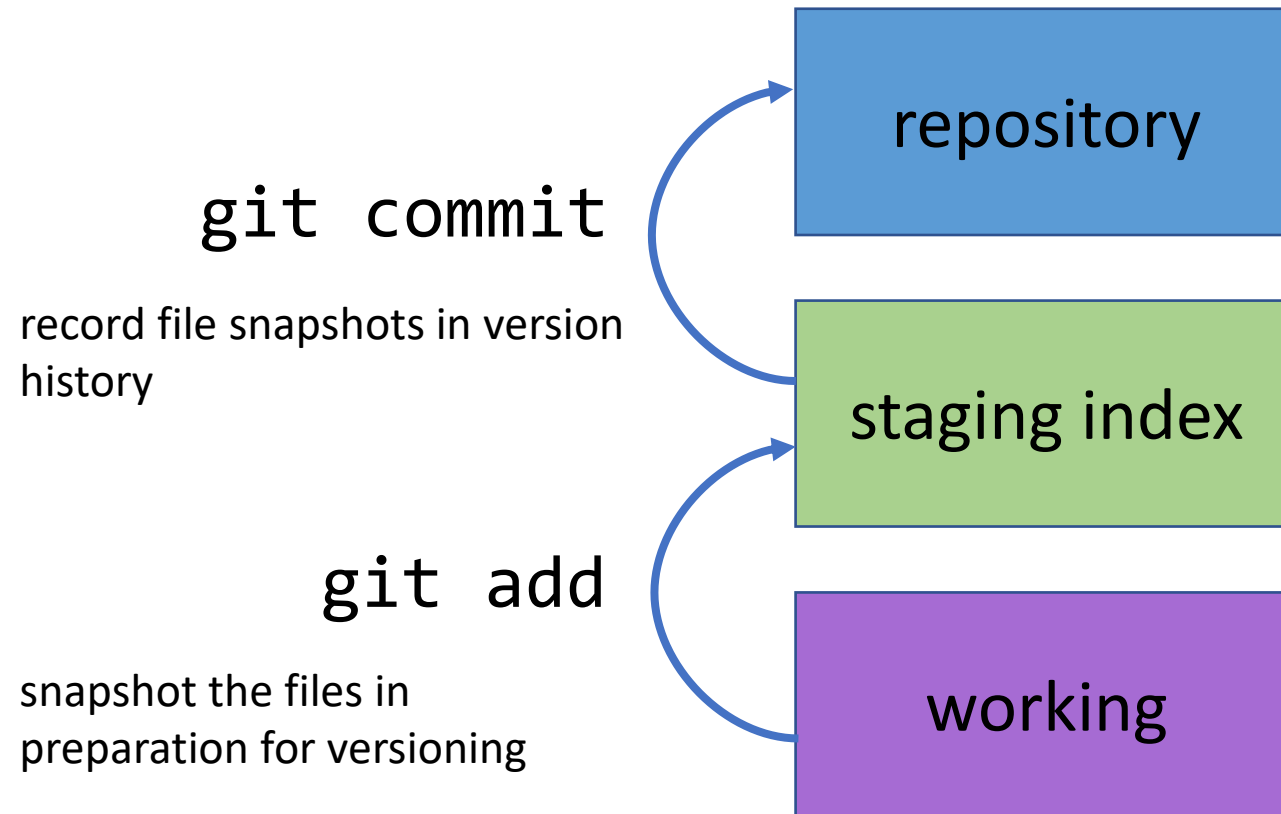 repository
git commit
record file snapshots in version
history
staging index
git add
snapshot the files in
preparation for versioning
working